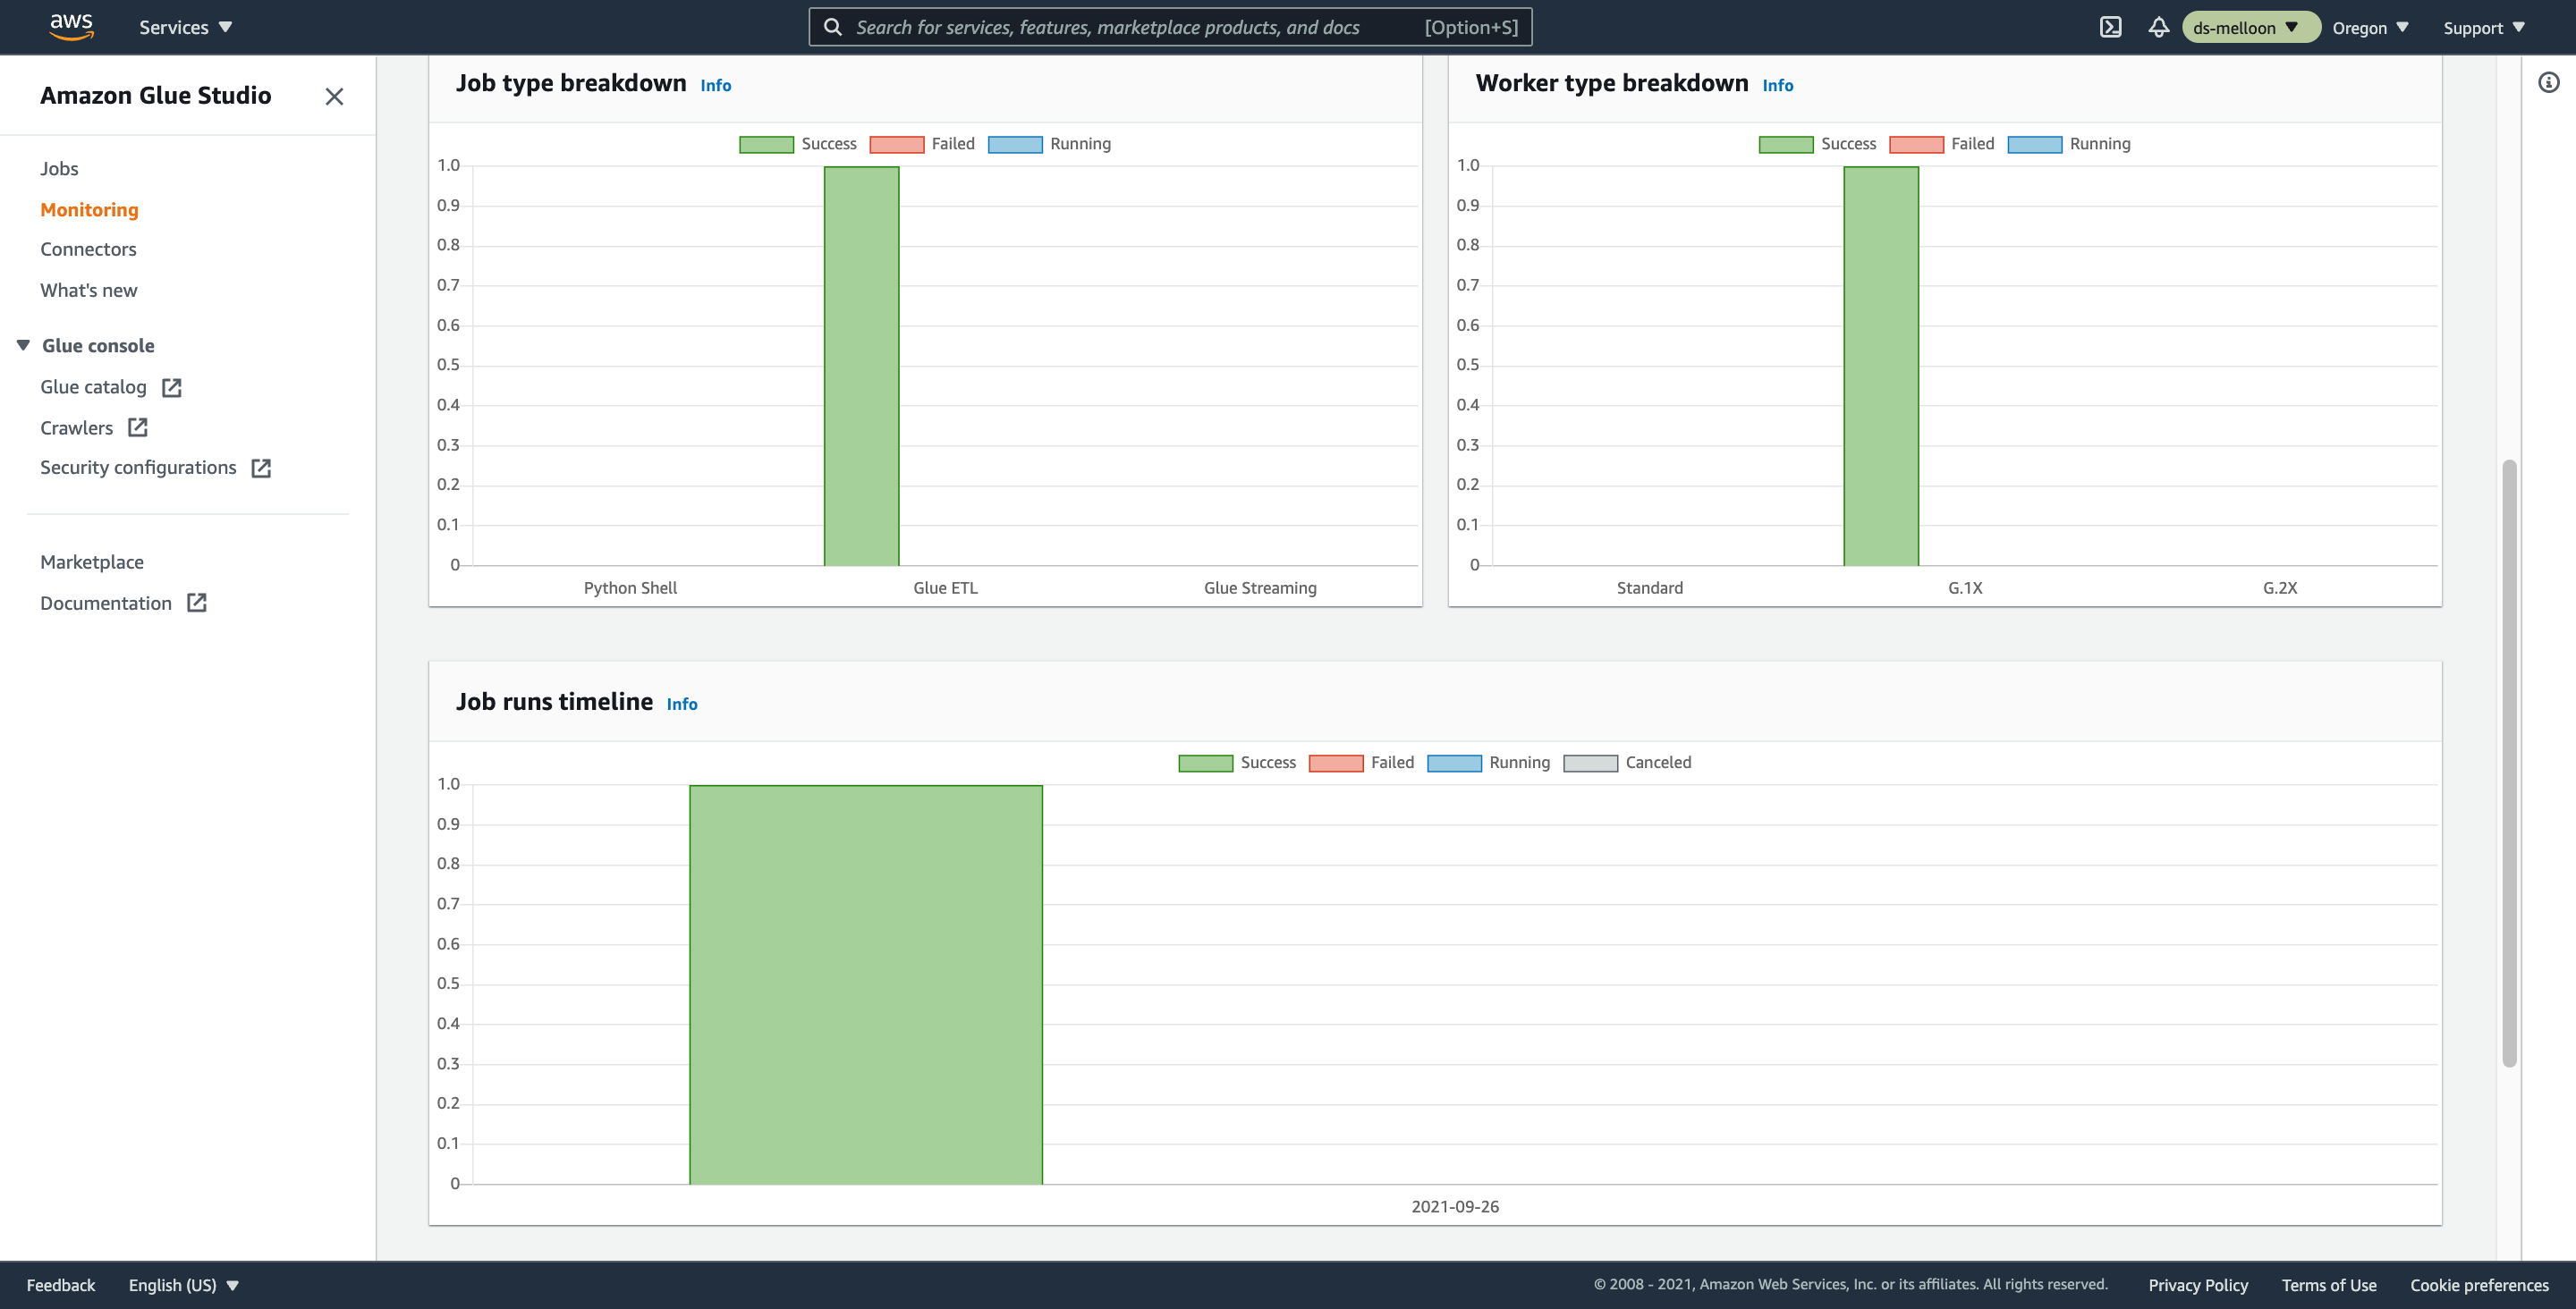 aws Services Search for services, features, marketplace products, and docs [Option+S] ds-melloon Oregon Support
Amazon Glue Studio
Jobs
Monitoring
Connectors
What's new
Glue console
Glue catalog
Crawlers
Security configurations
Marketplace
Documentation
Job type breakdown Info
Success Failed Running
1.0
0.9
0.8
0.7
0.6
0.5
0.4
0.3
0.2
0.1
0
Python Shell Glue ETL Glue Streaming
Worker type breakdown Info
Success Failed Running
1.0
0.9
0.8
0.7
0.6
0.5
0.4
0.3
0.2
0.1
0
Standard G.1X G.2X
Job runs timeline Info
Success Failed Running Canceled
1.0
0.9
0.8
0.7
0.6
0.5
0.4
0.3
0.2
0.1
0
2021-09-26
Feedback English (US) © 2008 - 2021, Amazon Web Services, Inc. or its affiliates. All rights reserved. Privacy Policy Terms of Use Cookie preferences